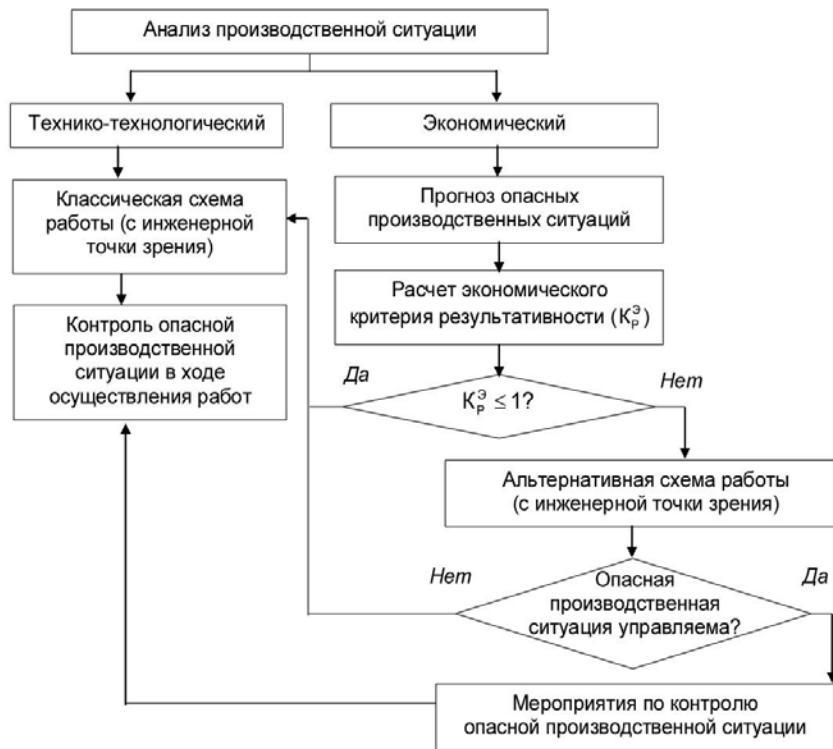 Анализ производственной ситуации
Технико-технологический
Экономический
Классическая схема
работы (с инженерной
точки зрения)
Прогноз опасных
производственных ситуаций
Контроль опасной
производственной
ситуации в ходе
осуществления работ
Расчет экономического
критерия результативности (К_Р^Э)
Да
Нет
К_Р^Э ≤ 1?
Альтернативная схема работы
(с инженерной точки зрения)
Нет
Да
Опасная
производственная
ситуация управляема?
Мероприятия по контролю
опасной производственной ситуации